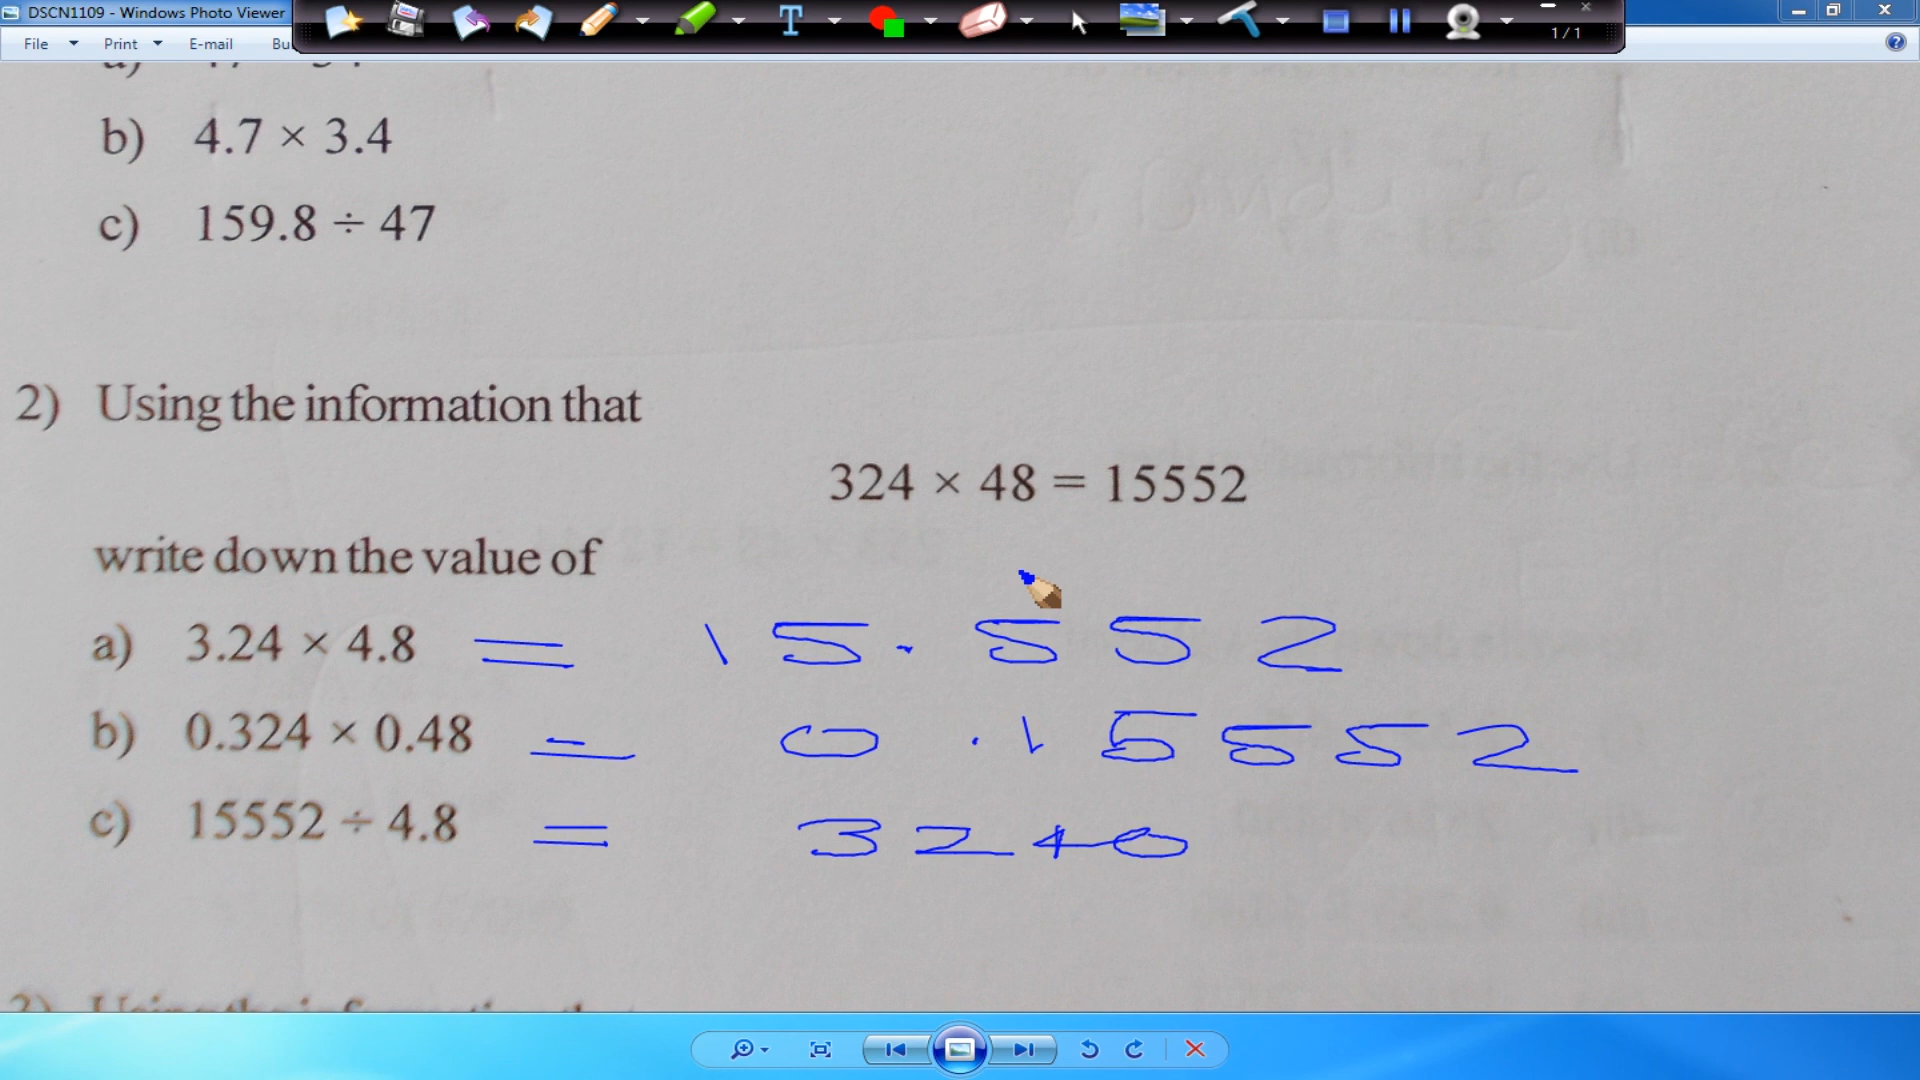 DSCN1109 - Windows Photo Viewer
File Print E-mail Bu
1/1
b) 4.7 × 3.4
c) 159.8 ÷ 47
2) Using the information that
324 × 48 = 15552
write down the value of
a) 3.24 × 4.8 = 15.552
b) 0.324 × 0.48 = 0.15552
c) 15552 ÷ 4.8 = 3240